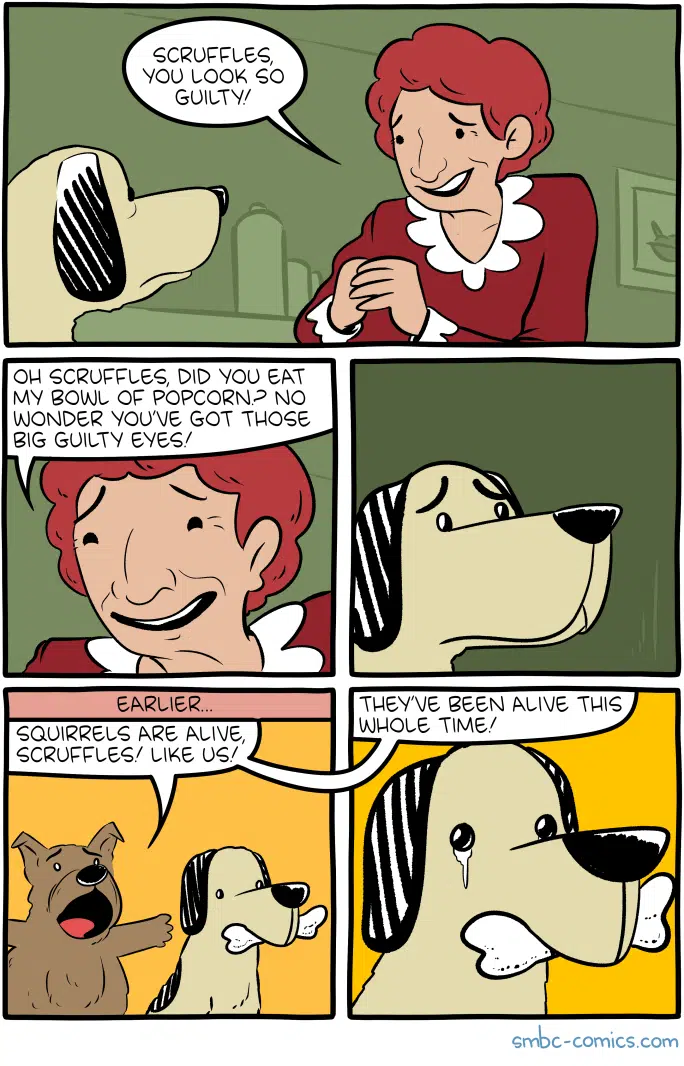 SCRUFFLES,
YOU LOOK SO
GUILTY!
OH SCRUFFLES, DID YOU EAT
MY BOWL OF POPCORN? NO
WONDER YOU'VE GOT THOSE
BIG GUILTY EYES!
EARLIER...
SQUIRRELS ARE ALIVE,
SCRUFFLES! LIKE US!
THEY'VE BEEN ALIVE THIS
WHOLE TIME!
smbc-comics.com